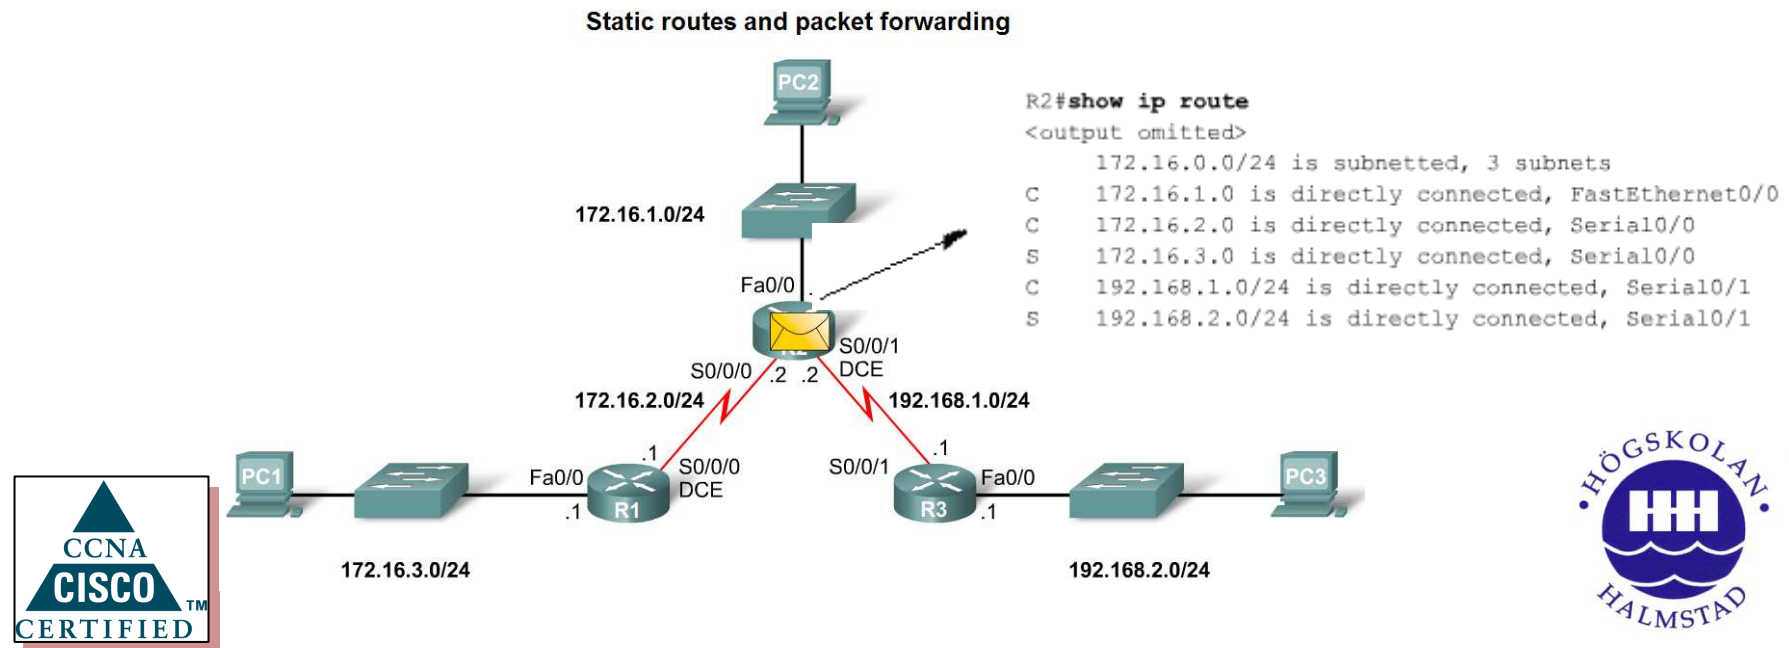 Static routes and packet forwarding
PC2
R2#show ip route
<output omitted>
172.16.0.0/24 is subnetted, 3 subnets
C 172.16.1.0 is directly connected, FastEthernet0/0
C 172.16.2.0 is directly connected, Serial0/0
S 172.16.3.0 is directly connected, Serial0/0
C 192.168.1.0/24 is directly connected, Serial0/1
S 192.168.2.0/24 is directly connected, Serial0/1
172.16.1.0/24
Fa0/0
S0/0/1
DCE
S0/0/0
.2 .2
172.16.2.0/24
192.168.1.0/24
.1
S0/0/0
DCE
.1
S0/0/1
PC1
Fa0/0
.1
R1
R3
Fa0/0
.1
PC3
172.16.3.0/24
192.168.2.0/24
CCNA
CISCO
TM
CERTIFIED
HÖGSKOLAN
HH
HALMSTAD